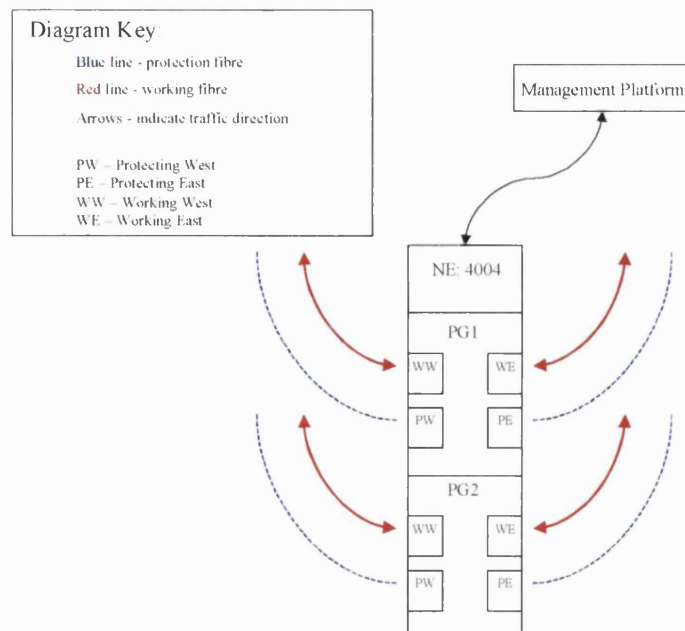 Diagram Key:
Blue line - protection fibre
Red line - working fibre
Arrows - indicate traffic direction
PW – Protecting West
PE – Protecting East
WW – Working West
WE – Working East
Management Platform
NE: 4004
PG1
WW WE
PW PE
PG2
WW WE
PW PE